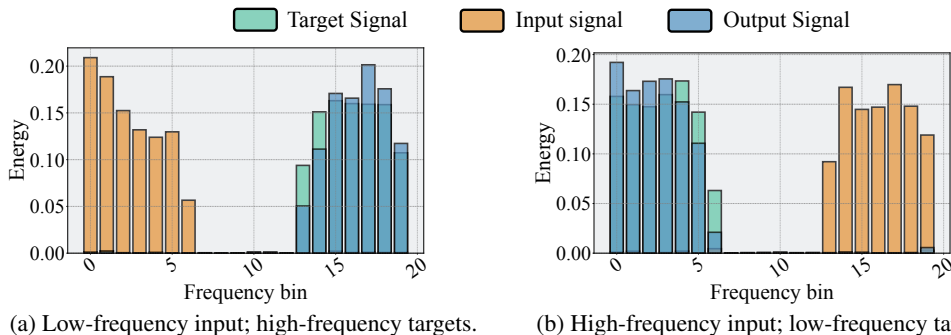 Target Signal Input signal Output Signal
0.20
0.15
0.10
0.05
0.00
Energy
0 5 10 15 20
Frequency bin
(a) Low-frequency input; high-frequency targets.
0.20
0.15
0.10
0.05
0.00
Energy
0 5 10 15 20
Frequency bin
(b) High-frequency input; low-frequency ta